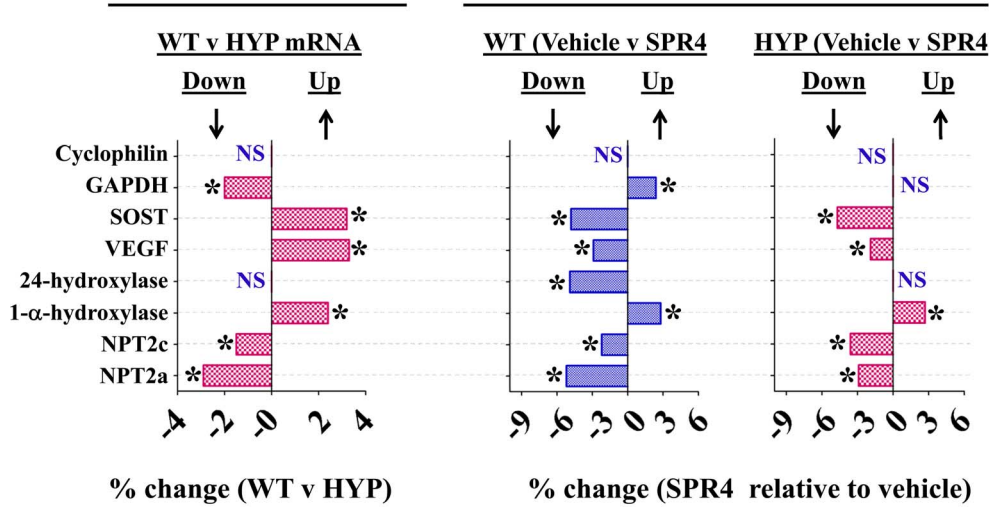 WT v HYP mRNA
WT (Vehicle v SPR4
HYP (Vehicle v SPR4
Down Up
Down Up
Down Up
Cyclophilin NS NS NS
GAPDH * * NS
SOST * * *
VEGF * * *
24-hydroxylase NS * NS
1-α-hydroxylase * * *
NPT2c * * *
NPT2a * * *
-4 -2 -0 2 4
-9 -6 -3 0 3 6
-9 -6 -3 0 3 6
% change (WT v HYP)
% change (SPR4 relative to vehicle)